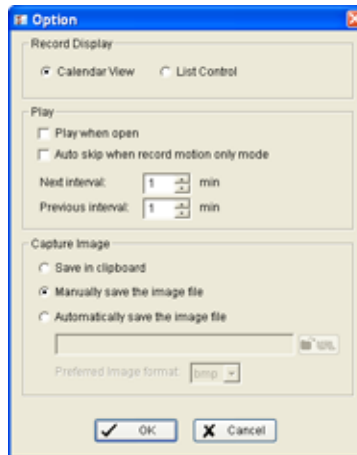 Option
Record Display
Calendar View List Control
Play
Play when open
Auto skip when record motion only mode
Next interval: 1 min
Previous interval: 1 min
Capture Image
Save in clipboard
Manually save the image file
Automatically save the image file
Preferred image format: bmp
OK Cancel